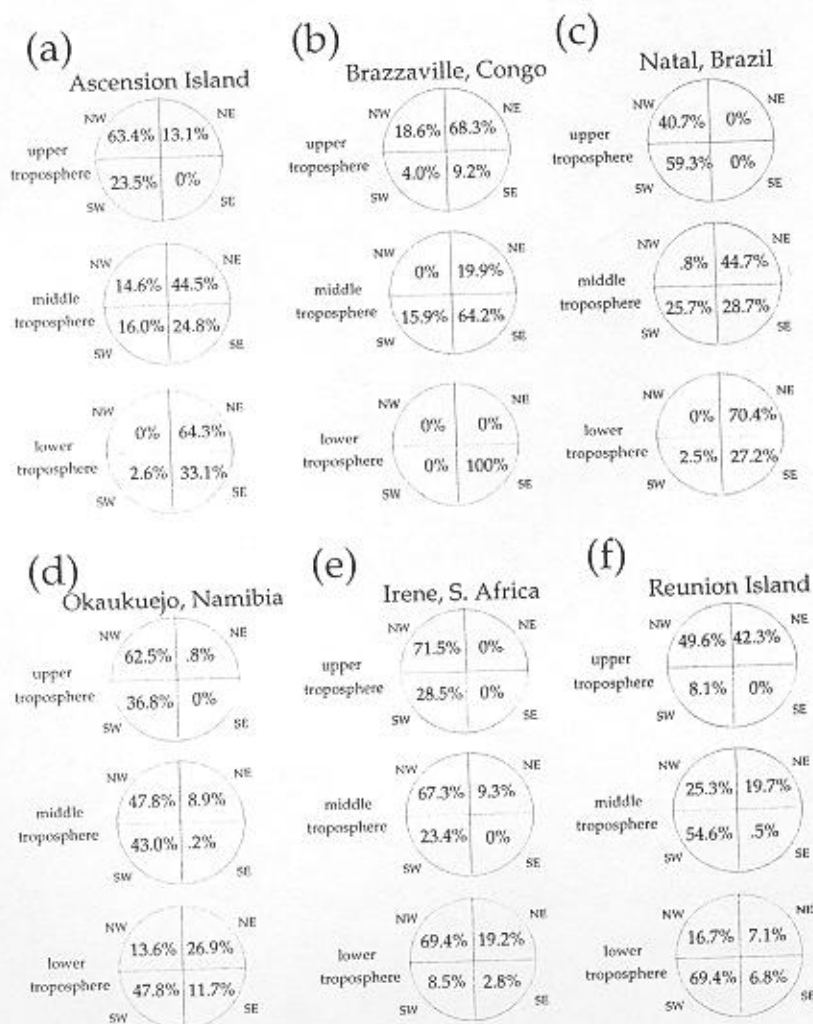 (a)
Ascension Island
NW
NE
63.4% 13.1%
upper
troposphere
23.5% 0%
SW
SE
NW
NE
14.6% 44.5%
middle
troposphere
16.0% 24.8%
SW
SE
NW
NE
0% 64.3%
lower
troposphere
2.6% 33.1%
SW
SE
(b)
Brazzaville, Congo
NW
NE
18.6% 68.3%
upper
troposphere
4.0% 9.2%
SW
SE
NW
NE
0% 19.9%
middle
troposphere
15.9% 64.2%
SW
SE
NW
NE
0% 0%
lower
troposphere
0% 100%
SW
SE
(c)
Natal, Brazil
NW
NE
40.7% 0%
upper
troposphere
59.3% 0%
SW
SE
NW
NE
.8% 44.7%
middle
troposphere
25.7% 28.7%
SW
SE
NW
NE
0% 70.4%
lower
troposphere
2.5% 27.2%
SW
SE
(d)
Okaukuejo, Namibia
NW
NE
62.5% .8%
upper
troposphere
36.8% 0%
SW
SE
NW
NE
47.8% 8.9%
middle
troposphere
43.0% .2%
SW
SE
NW
NE
13.6% 26.9%
lower
troposphere
47.8% 11.7%
SW
SE
(e)
Irene, S. Africa
NW
NE
71.5% 0%
upper
troposphere
28.5% 0%
SW
SE
NW
NE
67.3% 9.3%
middle
troposphere
23.4% 0%
SW
SE
NW
NE
69.4% 19.2%
lower
troposphere
8.5% 2.8%
SW
SE
(f)
Reunion Island
NW
NE
49.6% 42.3%
upper
troposphere
8.1% 0%
SW
SE
NW
NE
25.3% 19.7%
middle
troposphere
54.6% .5%
SW
SE
NW
NE
16.7% 7.1%
lower
troposphere
69.4% 6.8%
SW
SE